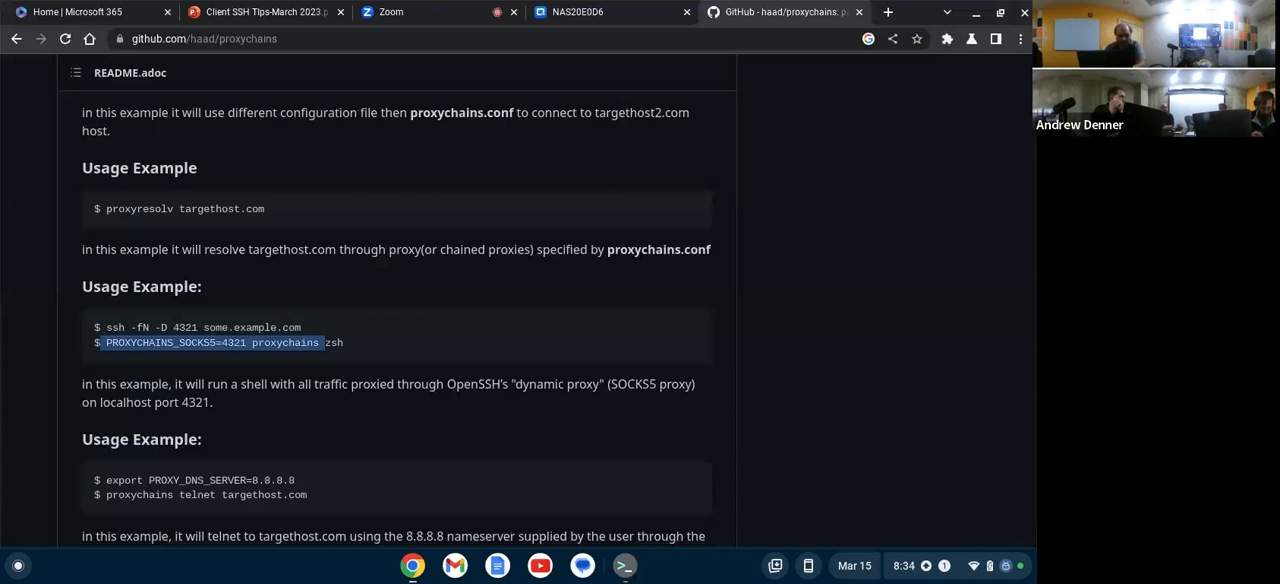 Home | Microsoft 365
Client SSH TIps-March 2023.p
Zoom
NAS20E0D6
GitHub - haad/proxychains: p
github.com/haad/proxychains
README.adoc
in this example it will use different configuration file then proxychains.conf to connect to targethost2.com
host.
Usage Example
$ proxyresolv targethost.com
in this example it will resolve targethost.com through proxy(or chained proxies) specified by proxychains.conf
Usage Example:
$ ssh -fN -D 4321 some.example.com
$ PROXYCHAINS_SOCKS5=4321 proxychains zsh
in this example, it will run a shell with all traffic proxied through OpenSSH's "dynamic proxy" (SOCKS5 proxy)
on localhost port 4321.
Usage Example:
$ export PROXY_DNS_SERVER=8.8.8.8
$ proxychains telnet targethost.com
in this example, it will telnet to targethost.com using the 8.8.8.8 nameserver supplied by the user through the
Mar 15
8:34
1
Andrew Denner